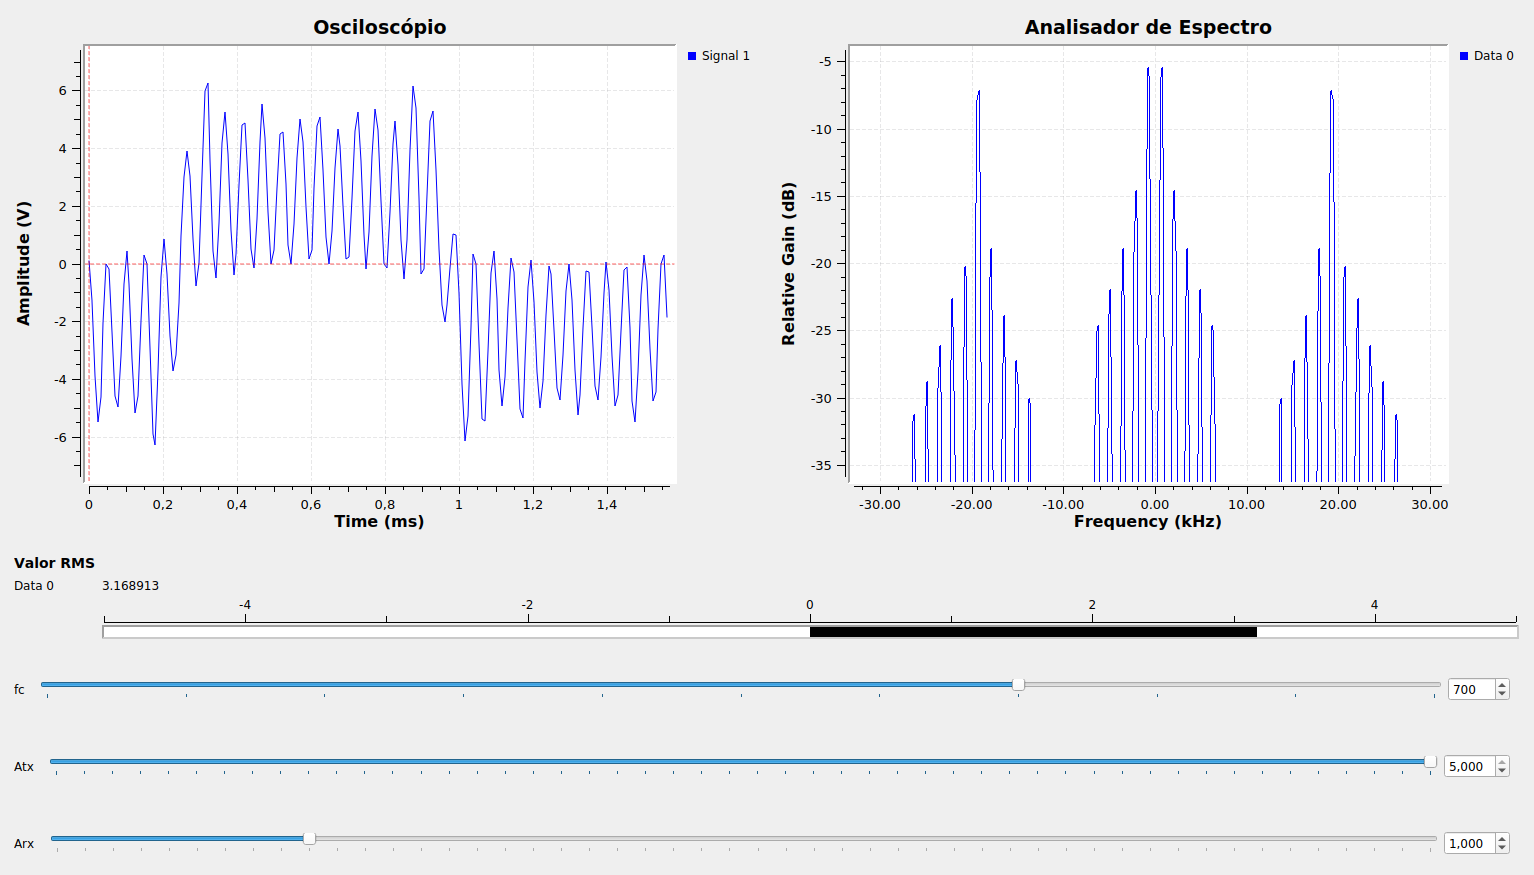 Osciloscópio
Signal 1
Amplitude (V)
6
4
2
0
-2
-4
-6
0 0,2 0,4 0,6 0,8 1 1,2 1,4
Time (ms)
Analisador de Espectro
Data 0
Relative Gain (dB)
-5
-10
-15
-20
-25
-30
-35
-30.00 -20.00 -10.00 0.00 10.00 20.00 30.00
Frequency (kHz)
Valor RMS
Data 0 3.168913
-4 -2 0 2 4
fc 700
Atx 5,000
Arx 1,000